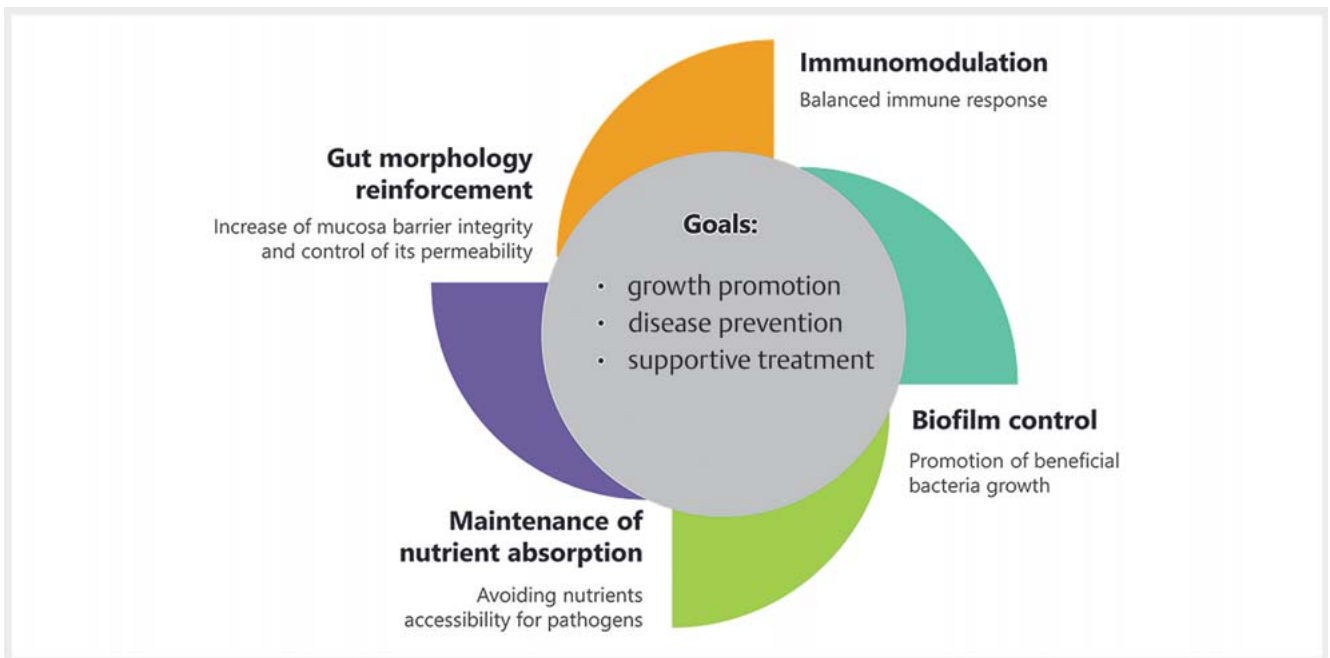 Immunomodulation
Balanced immune response
Gut morphology
reinforcement
Increase of mucosa barrier integrity
and control of its permeability
Goals:
• growth promotion
• disease prevention
• supportive treatment
Biofilm control
Promotion of beneficial
bacteria growth
Maintenance of
nutrient absorption
Avoiding nutrients
accessibility for pathogens